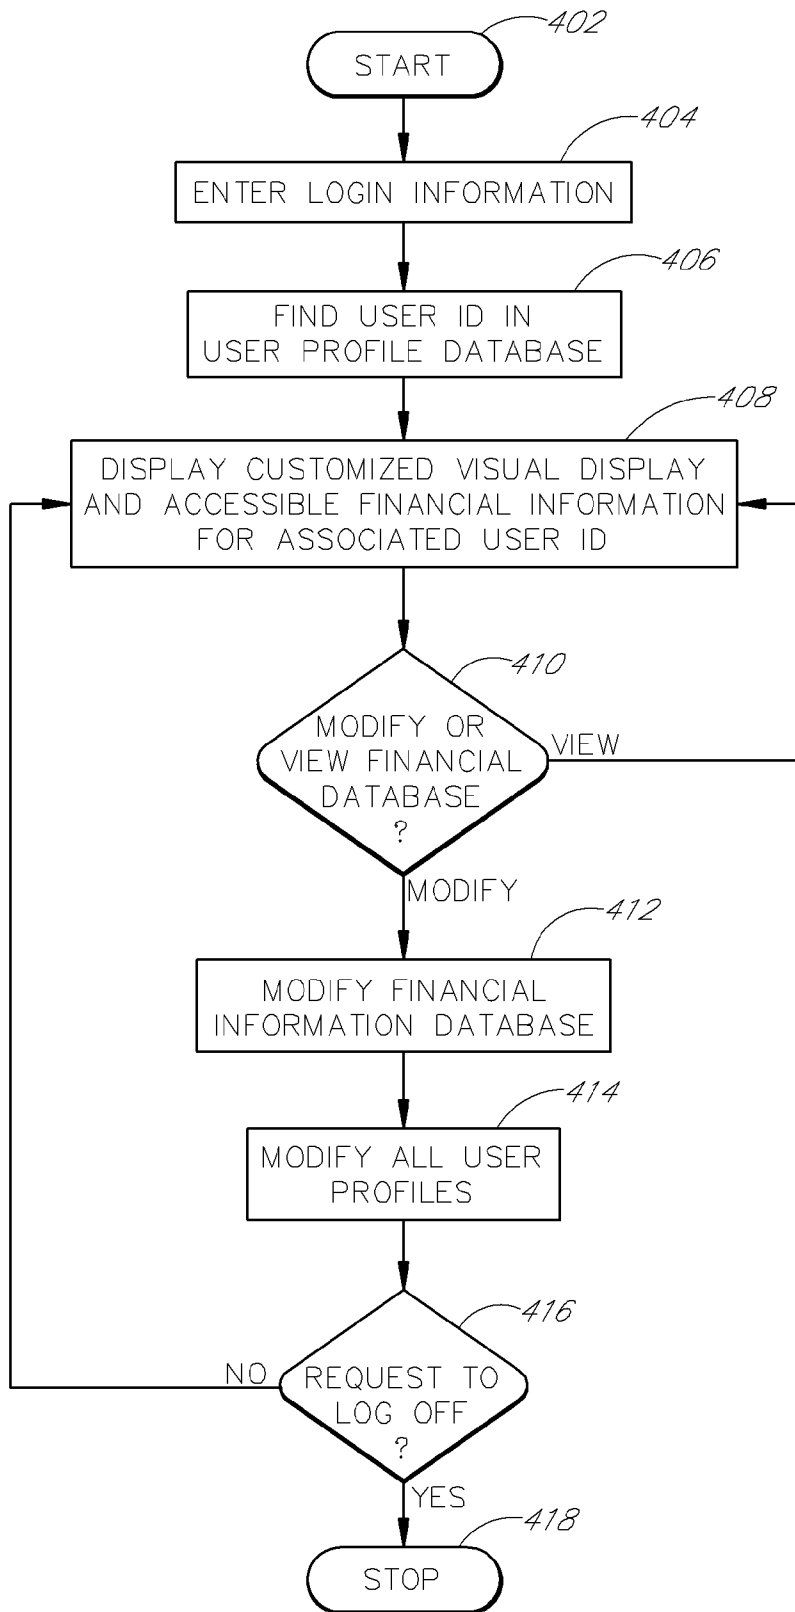 402
START
404
ENTER LOGIN INFORMATION
406
FIND USER ID IN
USER PROFILE DATABASE
408
DISPLAY CUSTOMIZED VISUAL DISPLAY
AND ACCESSIBLE FINANCIAL INFORMATION
FOR ASSOCIATED USER ID
410
MODIFY OR
VIEW FINANCIAL
DATABASE
?
VIEW
MODIFY
412
MODIFY FINANCIAL
INFORMATION DATABASE
414
MODIFY ALL USER
PROFILES
416
REQUEST TO
LOG OFF
?
NO
YES
418
STOP